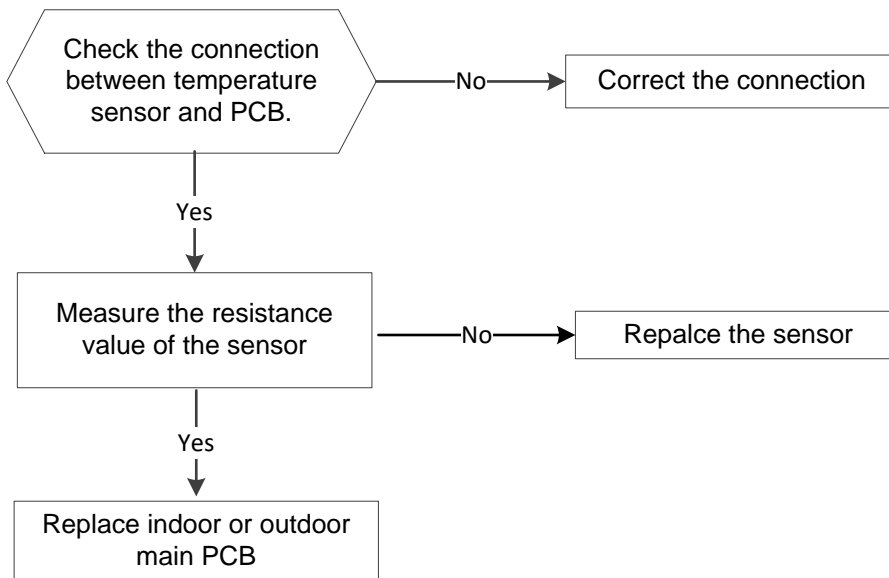 Check the connection
between temperature
sensor and PCB.
No
Correct the connection
Yes
Measure the resistance
value of the sensor
No
Repalce the sensor
Yes
Replace indoor or outdoor
main PCB